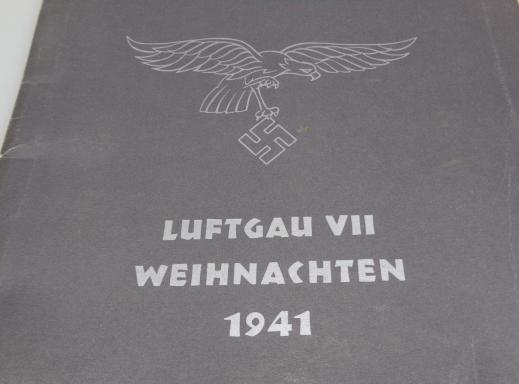 LUFTGAU VII
WEIHNACHTEN
1941